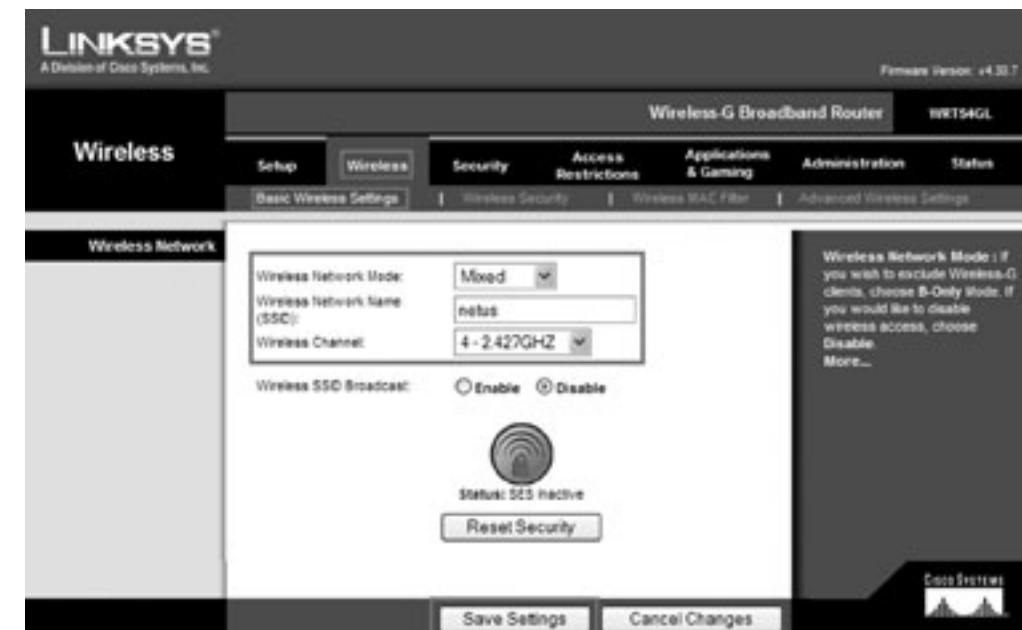 LINKSYS®
A Division of Cisco Systems, Inc.
Firmware Version: v4.30.7
Wireless-G Broadband Router
WRT54GL
Wireless
Setup
Wireless
Security
Access Restrictions
Applications & Gaming
Administration
Status
Basic Wireless Settings | Wireless Security | Wireless MAC Filter | Advanced Wireless Settings
Wireless Network
Wireless Network Mode: Mixed
Wireless Network Name
(SSID): netus
Wireless Channel: 4 - 2.427GHZ
Wireless SSID Broadcast: Enable Disable
Status: SES inactive
Reset Security
Wireless Network Mode : If
you wish to exclude Wireless-G
clients, choose B-Only Mode. If
you would like to disable
wireless access, choose
Disable.
More...
Save Settings
Cancel Changes
CISCO SYSTEMS